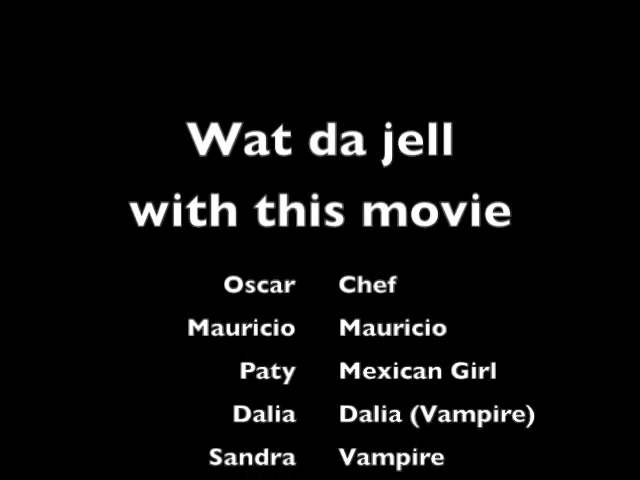 Wat da jell
with this movie
Oscar Chef
Mauricio Mauricio
Paty Mexican Girl
Dalia Dalia (Vampire)
Sandra Vampire